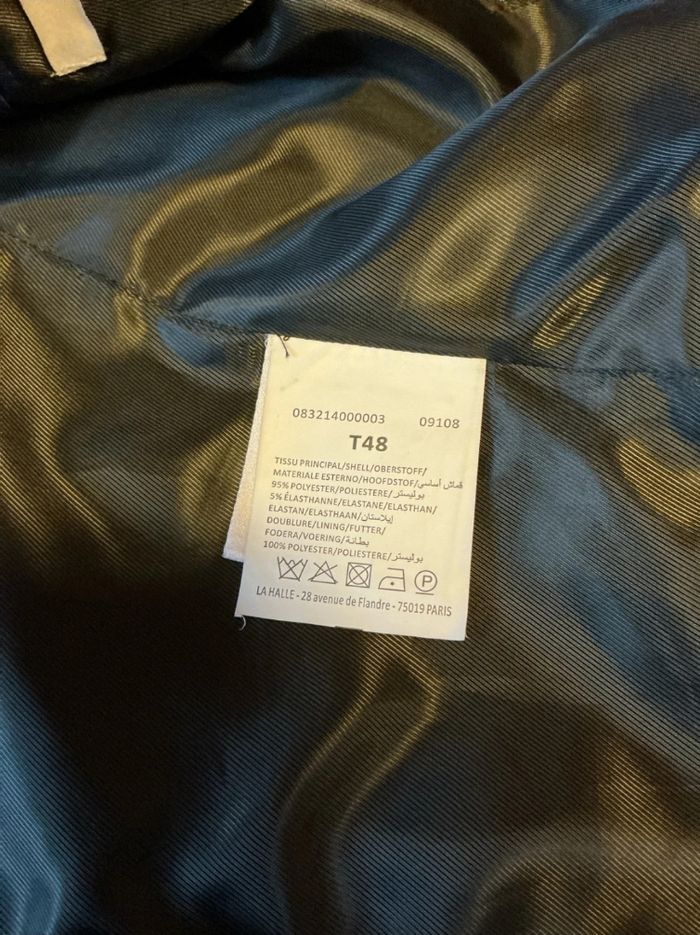 083214000003 09108
T48
TISSU PRINCIPAL/SHELL/OBERSTOFF/
MATERIALE ESTERNO/HOOFDSTOF/قماش أساسي
95% POLYESTER/POLIESTERE/بوليستر
5% ÉLASTHANNE/ELASTANE/ELASTHAN/
ELASTAN/ELASTHAAN/إيلاستان
DOUBLURE/LINING/FUTTER/
FODERA/VOERING/بطانة
100% POLYESTER/POLIESTERE/بوليستر
P
LA HALLE - 28 avenue de Flandre - 75019 PARIS